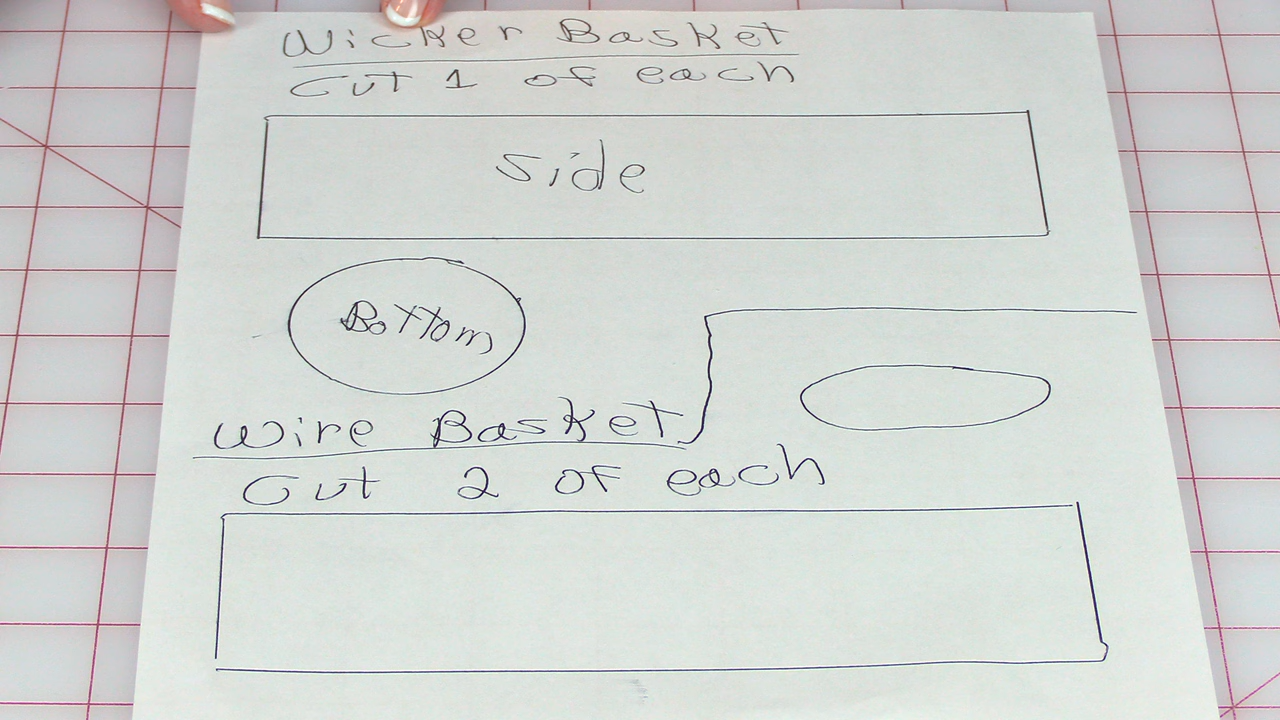 Wicker Basket
Cut 1 of each
Side
Bottom
Wire Basket
Cut 2 of each